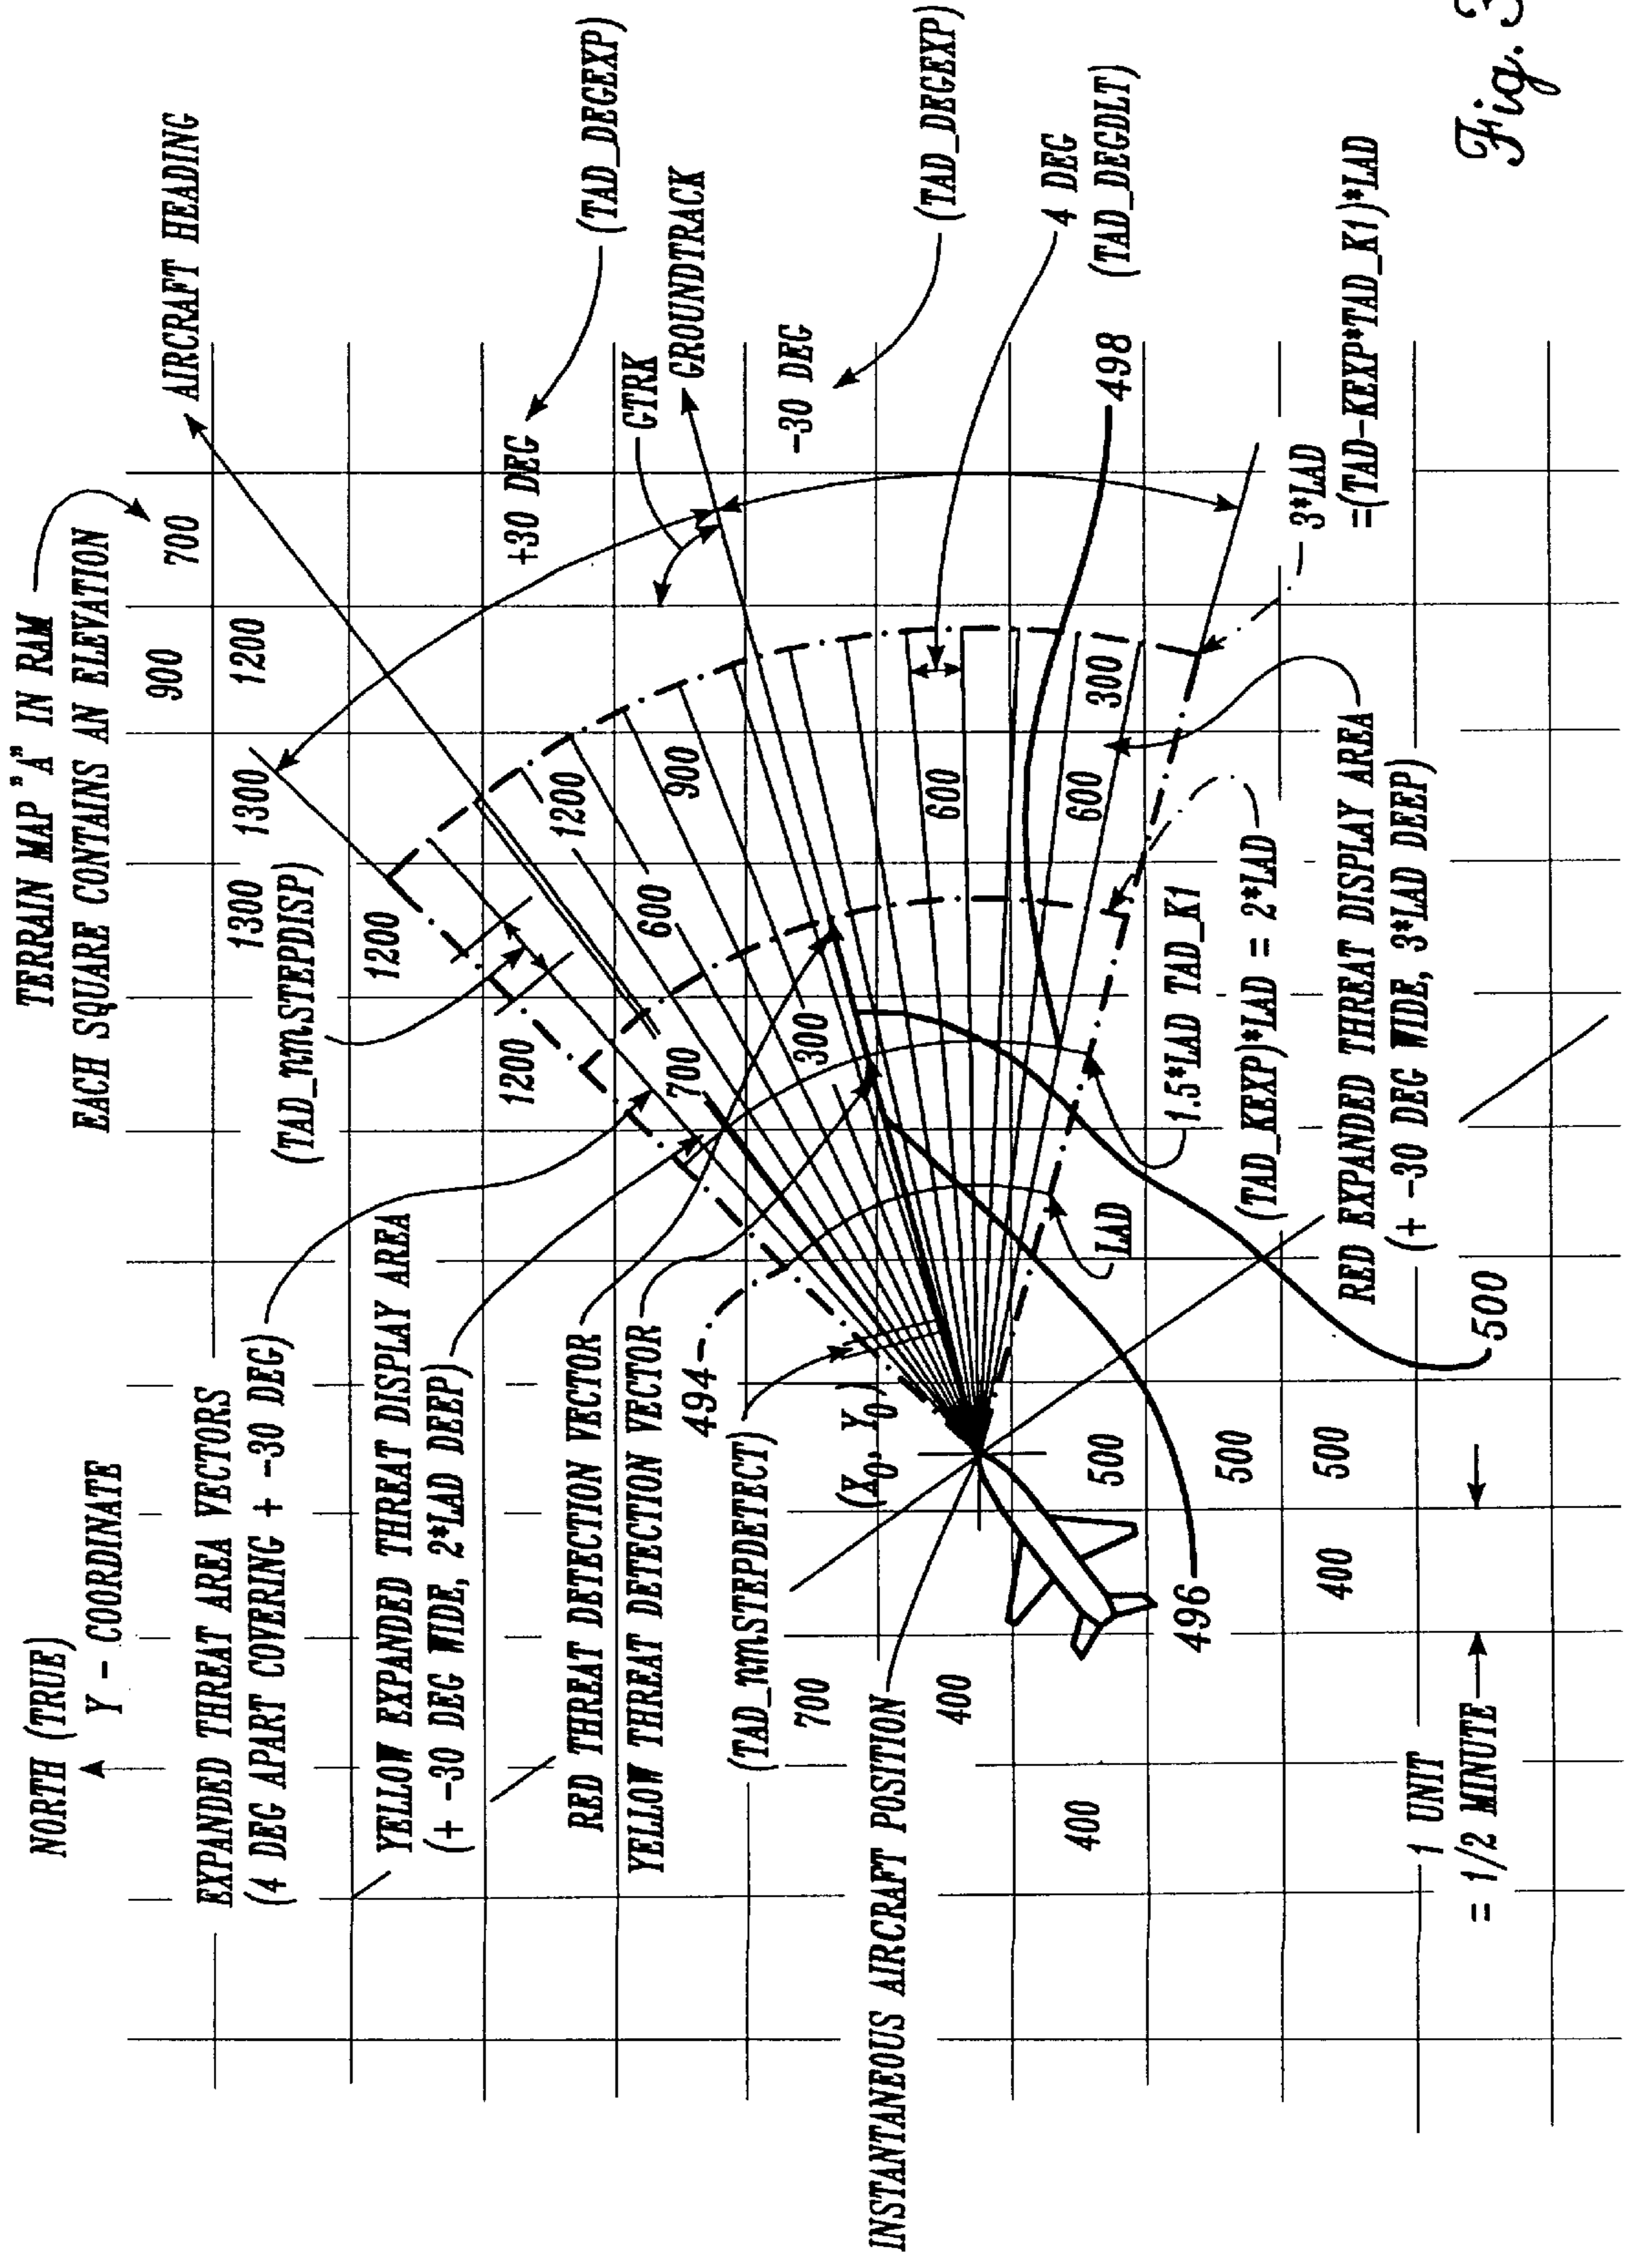 TERRAIN MAP "A" IN RAM
EACH SQUARE CONTAINS AN ELEVATION
NORTH (TRUE)
Y - COORDINATE
900
700
AIRCRAFT HEADING
1200
1300
1300
EXPANDED THREAT AREA VECTORS
(4 DEG APART COVERING + -30 DEG)
(TAD_nmSTEPDISP)
1200
1200
+30 DEG
(TAD_DEGEXP)
YELLOW EXPANDED THREAT DISPLAY AREA
(+ -30 DEG WIDE, 2*LAD DEEP)
1200
GTRK
GROUNDTRACK
600
900
700
RED THREAT DETECTION VECTOR
YELLOW THREAT DETECTION VECTOR
494
300
-30 DEG
(TAD_DEGEXP)
(TAD_nmSTEPDETECT)
700
(X0, Y0)
INSTANTANEOUS AIRCRAFT POSITION
400
600
4 DEG
(TAD_DEGDLT)
400
500
LAD
600
300
498
496
500
1.5*LAD TAD_K1
(TAD_KEXP)*LAD = 2*LAD
400
500
3*LAD
=(TAD-KEXP*TAD_K1)*LAD
RED EXPANDED THREAT DISPLAY AREA
(+ -30 DEG WIDE, 3*LAD DEEP)
1 UNIT
= 1/2 MINUTE
500
Fig. 3